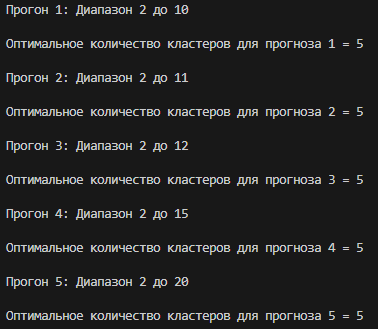 Прогон 1: Диапазон 2 до 10
Оптимальное количество кластеров для прогноза 1 = 5
Прогон 2: Диапазон 2 до 11
Оптимальное количество кластеров для прогноза 2 = 5
Прогон 3: Диапазон 2 до 12
Оптимальное количество кластеров для прогноза 3 = 5
Прогон 4: Диапазон 2 до 15
Оптимальное количество кластеров для прогноза 4 = 5
Прогон 5: Диапазон 2 до 20
Оптимальное количество кластеров для прогноза 5 = 5